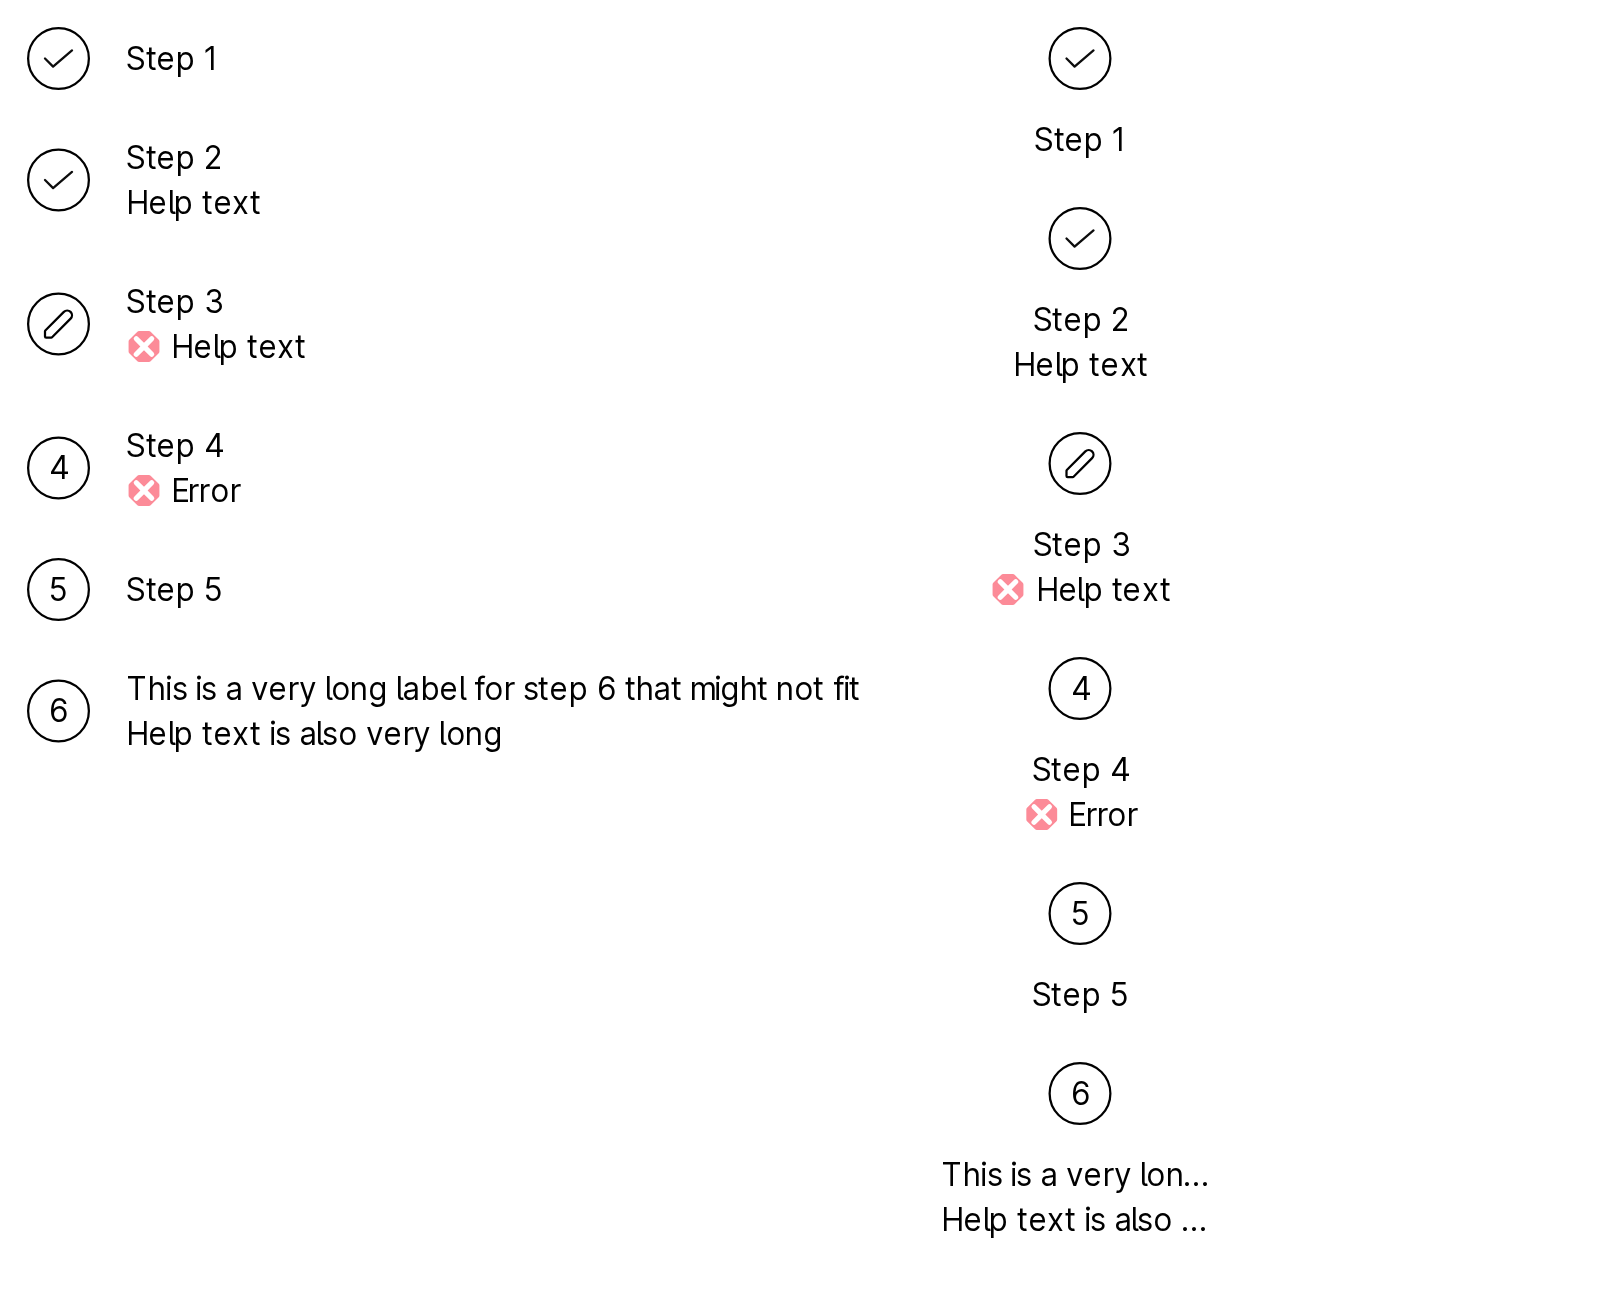 Step 1
Step 2
Help text
Step 3
Help text
4
Step 4
Error
5
Step 5
6
This is a very long label for step 6 that might not fit
Help text is also very long
Step 1
Step 2
Help text
Step 3
Help text
4
Step 4
Error
5
Step 5
6
This is a very lon...
Help text is also ...